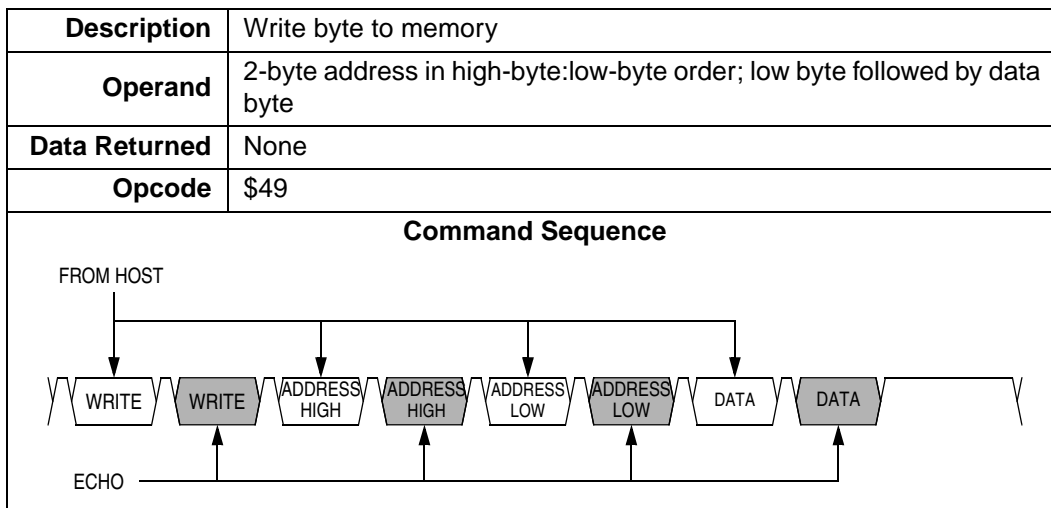 Description Write byte to memory
Operand 2-byte address in high-byte:low-byte order; low byte followed by data
byte
Data Returned None
Opcode $49
Command Sequence
FROM HOST
WRITE WRITE ADDRESS HIGH ADDRESS HIGH ADDRESS LOW ADDRESS LOW DATA DATA
ECHO